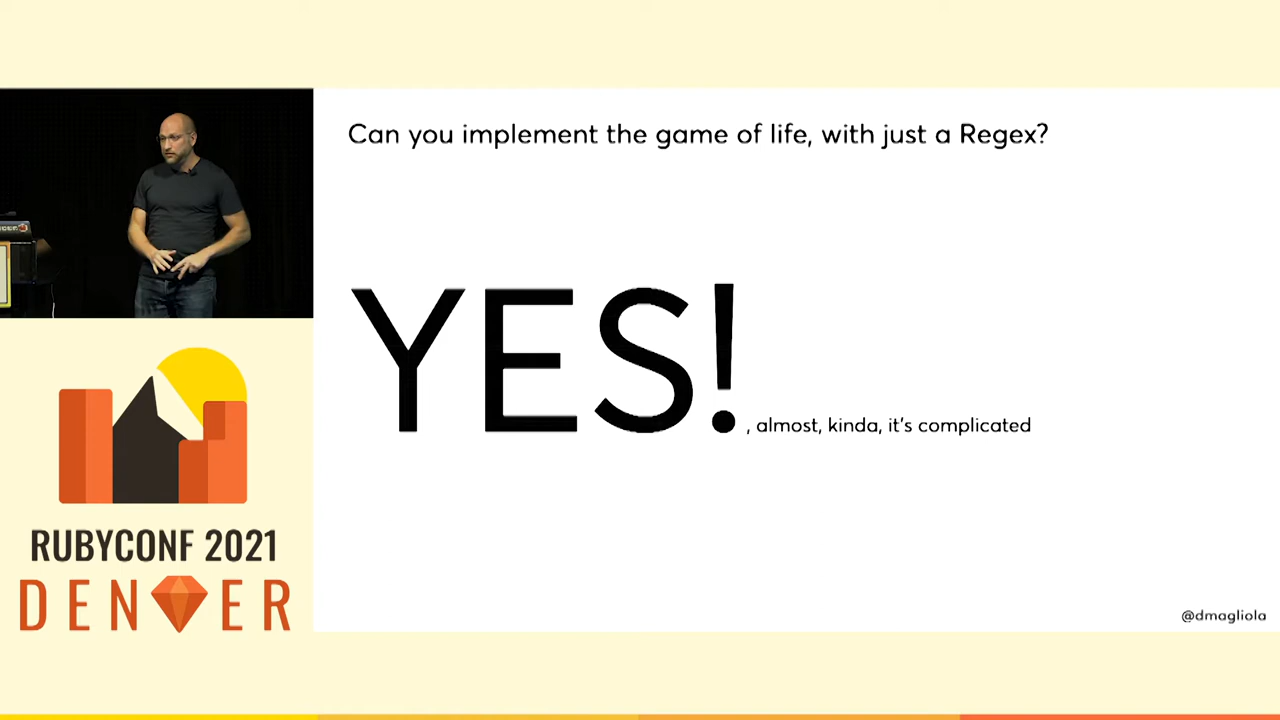 Can you implement the game of life, with just a Regex?
YES!, almost, kinda, it's complicated
RUBYCONF 2021
DENVER
@dmagliola